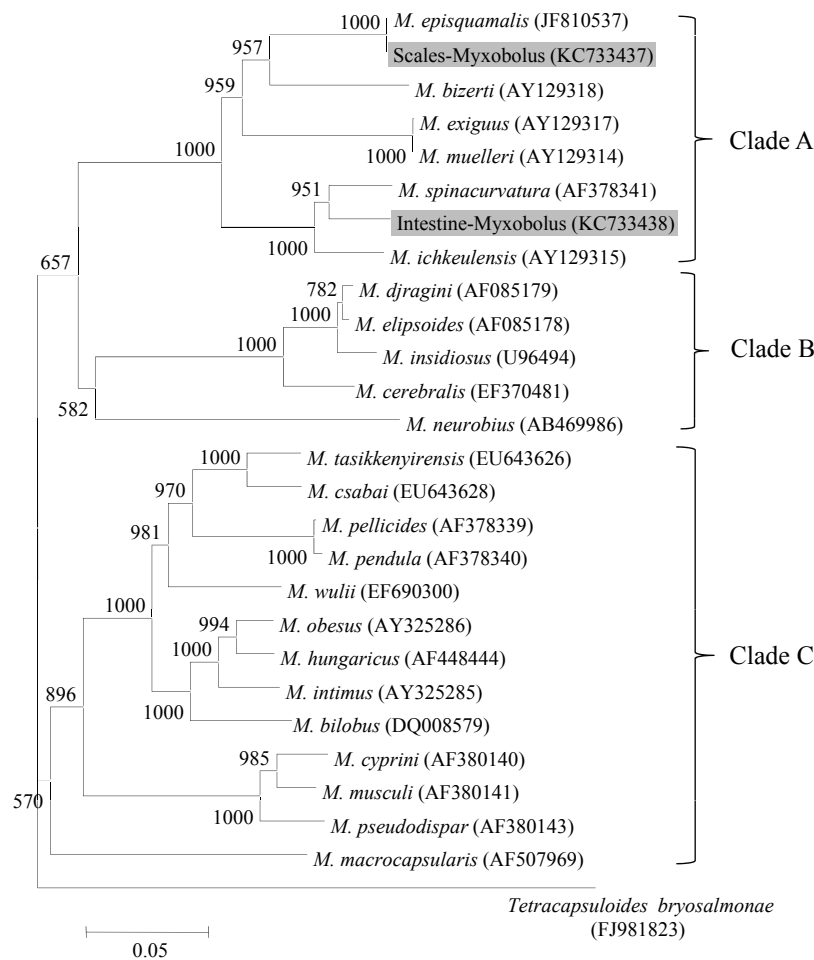 1000
M. episquamalis (JF810537)
957
Scales-Myxobolus (KC733437)
959
M. bizerti (AY129318)
M. exiguus (AY129317)
1000
1000
M. muelleri (AY129314)
Clade A
951
M. spinacurvatura (AF378341)
Intestine-Myxobolus (KC733438)
1000
M. ichkeulensis (AY129315)
657
782
M. djragini (AF085179)
1000
M. elipsoides (AF085178)
1000
M. insidiosus (U96494)
Clade B
M. cerebralis (EF370481)
582
M. neurobius (AB469986)
1000
M. tasikkenyirensis (EU643626)
970
M. csabai (EU643628)
981
M. pellicides (AF378339)
1000
M. pendula (AF378340)
M. wulii (EF690300)
1000
994
M. obesus (AY325286)
1000
M. hungaricus (AF448444)
Clade C
896
M. intimus (AY325285)
1000
M. bilobus (DQ008579)
985
M. cyprini (AF380140)
570
M. musculi (AF380141)
1000
M. pseudodispar (AF380143)
M. macrocapsularis (AF507969)
Tetracapsuloides bryosalmonae
(FJ981823)
0.05